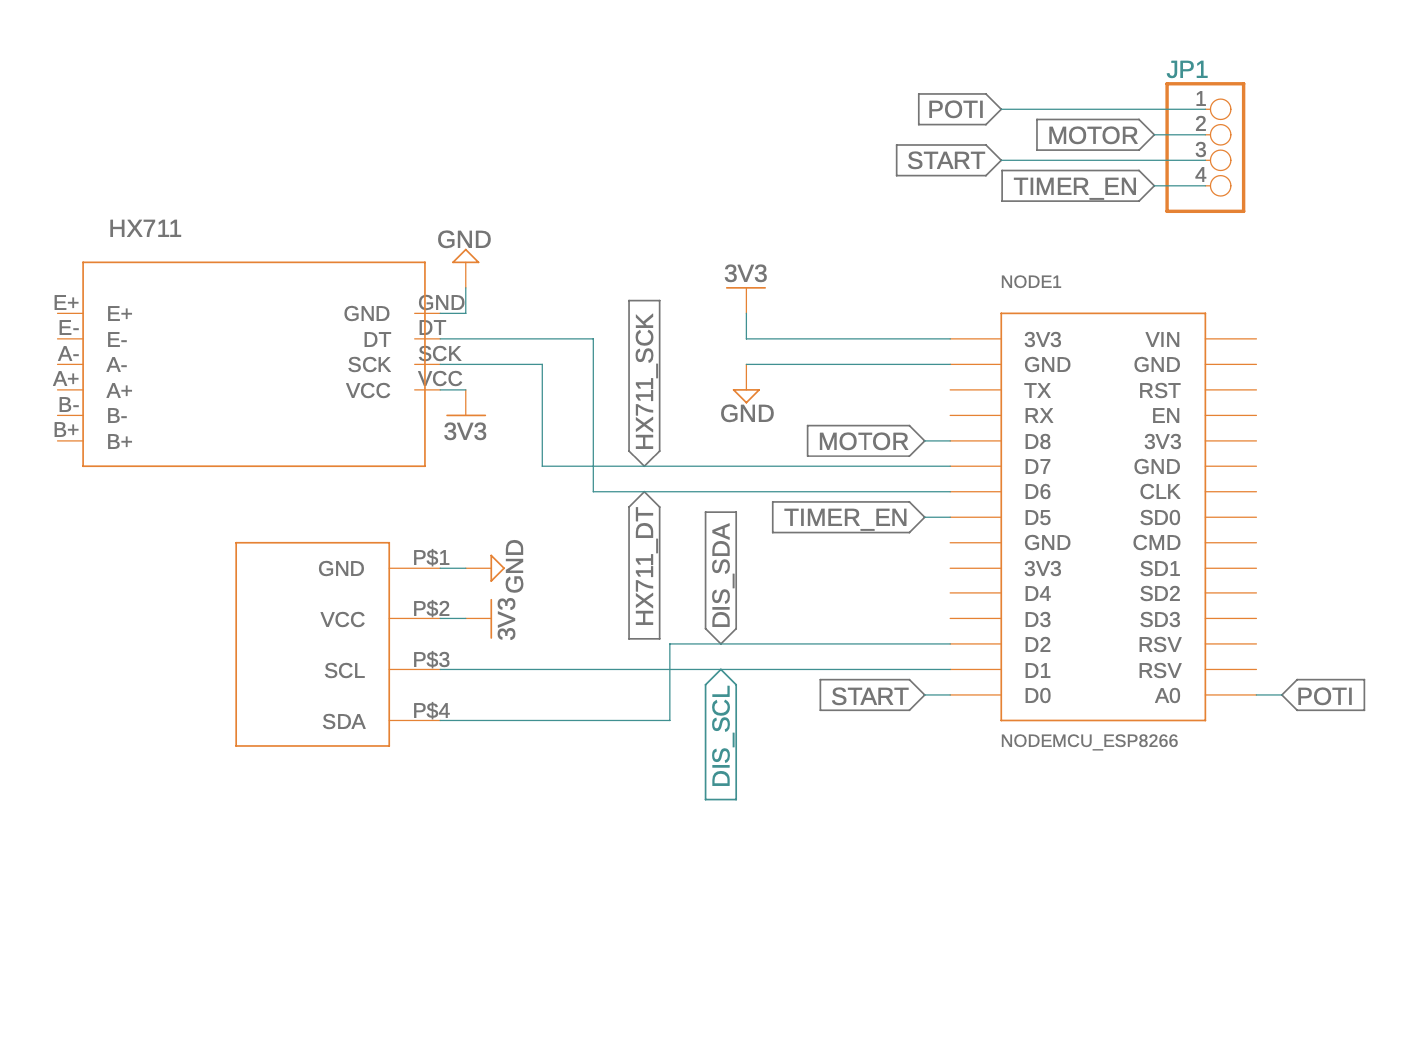 JP1
POTI
1
MOTOR
2
START
3
TIMER_EN
4
HX711
GND
E+ E+ GND GND
E- E- DT DT
A- A- SCK SCK
A+ A+ VCC VCC
B- B-
B+ B+
3V3
HX711_SCK
HX711_DT
3V3
GND
NODE1
3V3 VIN
GND GND
TX RST
RX EN
MOTOR D8 3V3
D7 GND
D6 CLK
TIMER_EN D5 SD0
GND CMD
3V3 SD1
D4 SD2
D3 SD3
D2 RSV
D1 RSV
START D0 A0 POTI
NODEMCU_ESP8266
GND P$1 GND
VCC P$2 3V3
SCL P$3
SDA P$4
DIS_SDA
DIS_SCL